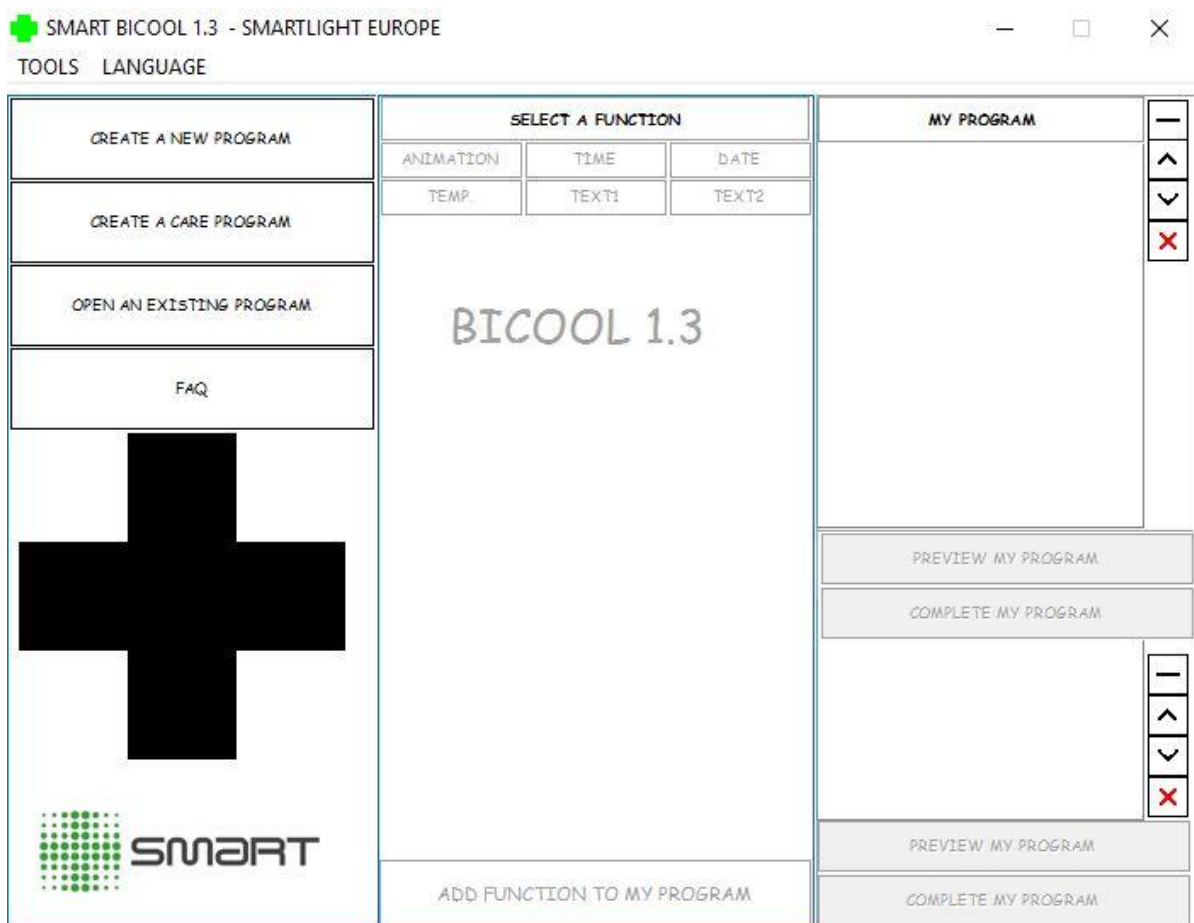 SMART BICOOL 1.3 - SMARTLIGHT EUROPE
TOOLS LANGUAGE
CREATE A NEW PROGRAM
CREATE A CARE PROGRAM
OPEN AN EXISTING PROGRAM
FAQ
SMART
SELECT A FUNCTION
ANIMATION TIME DATE
TEMP. TEXT1 TEXT2
BICOOL 1.3
ADD FUNCTION TO MY PROGRAM
MY PROGRAM
PREVIEW MY PROGRAM
COMPLETE MY PROGRAM
PREVIEW MY PROGRAM
COMPLETE MY PROGRAM